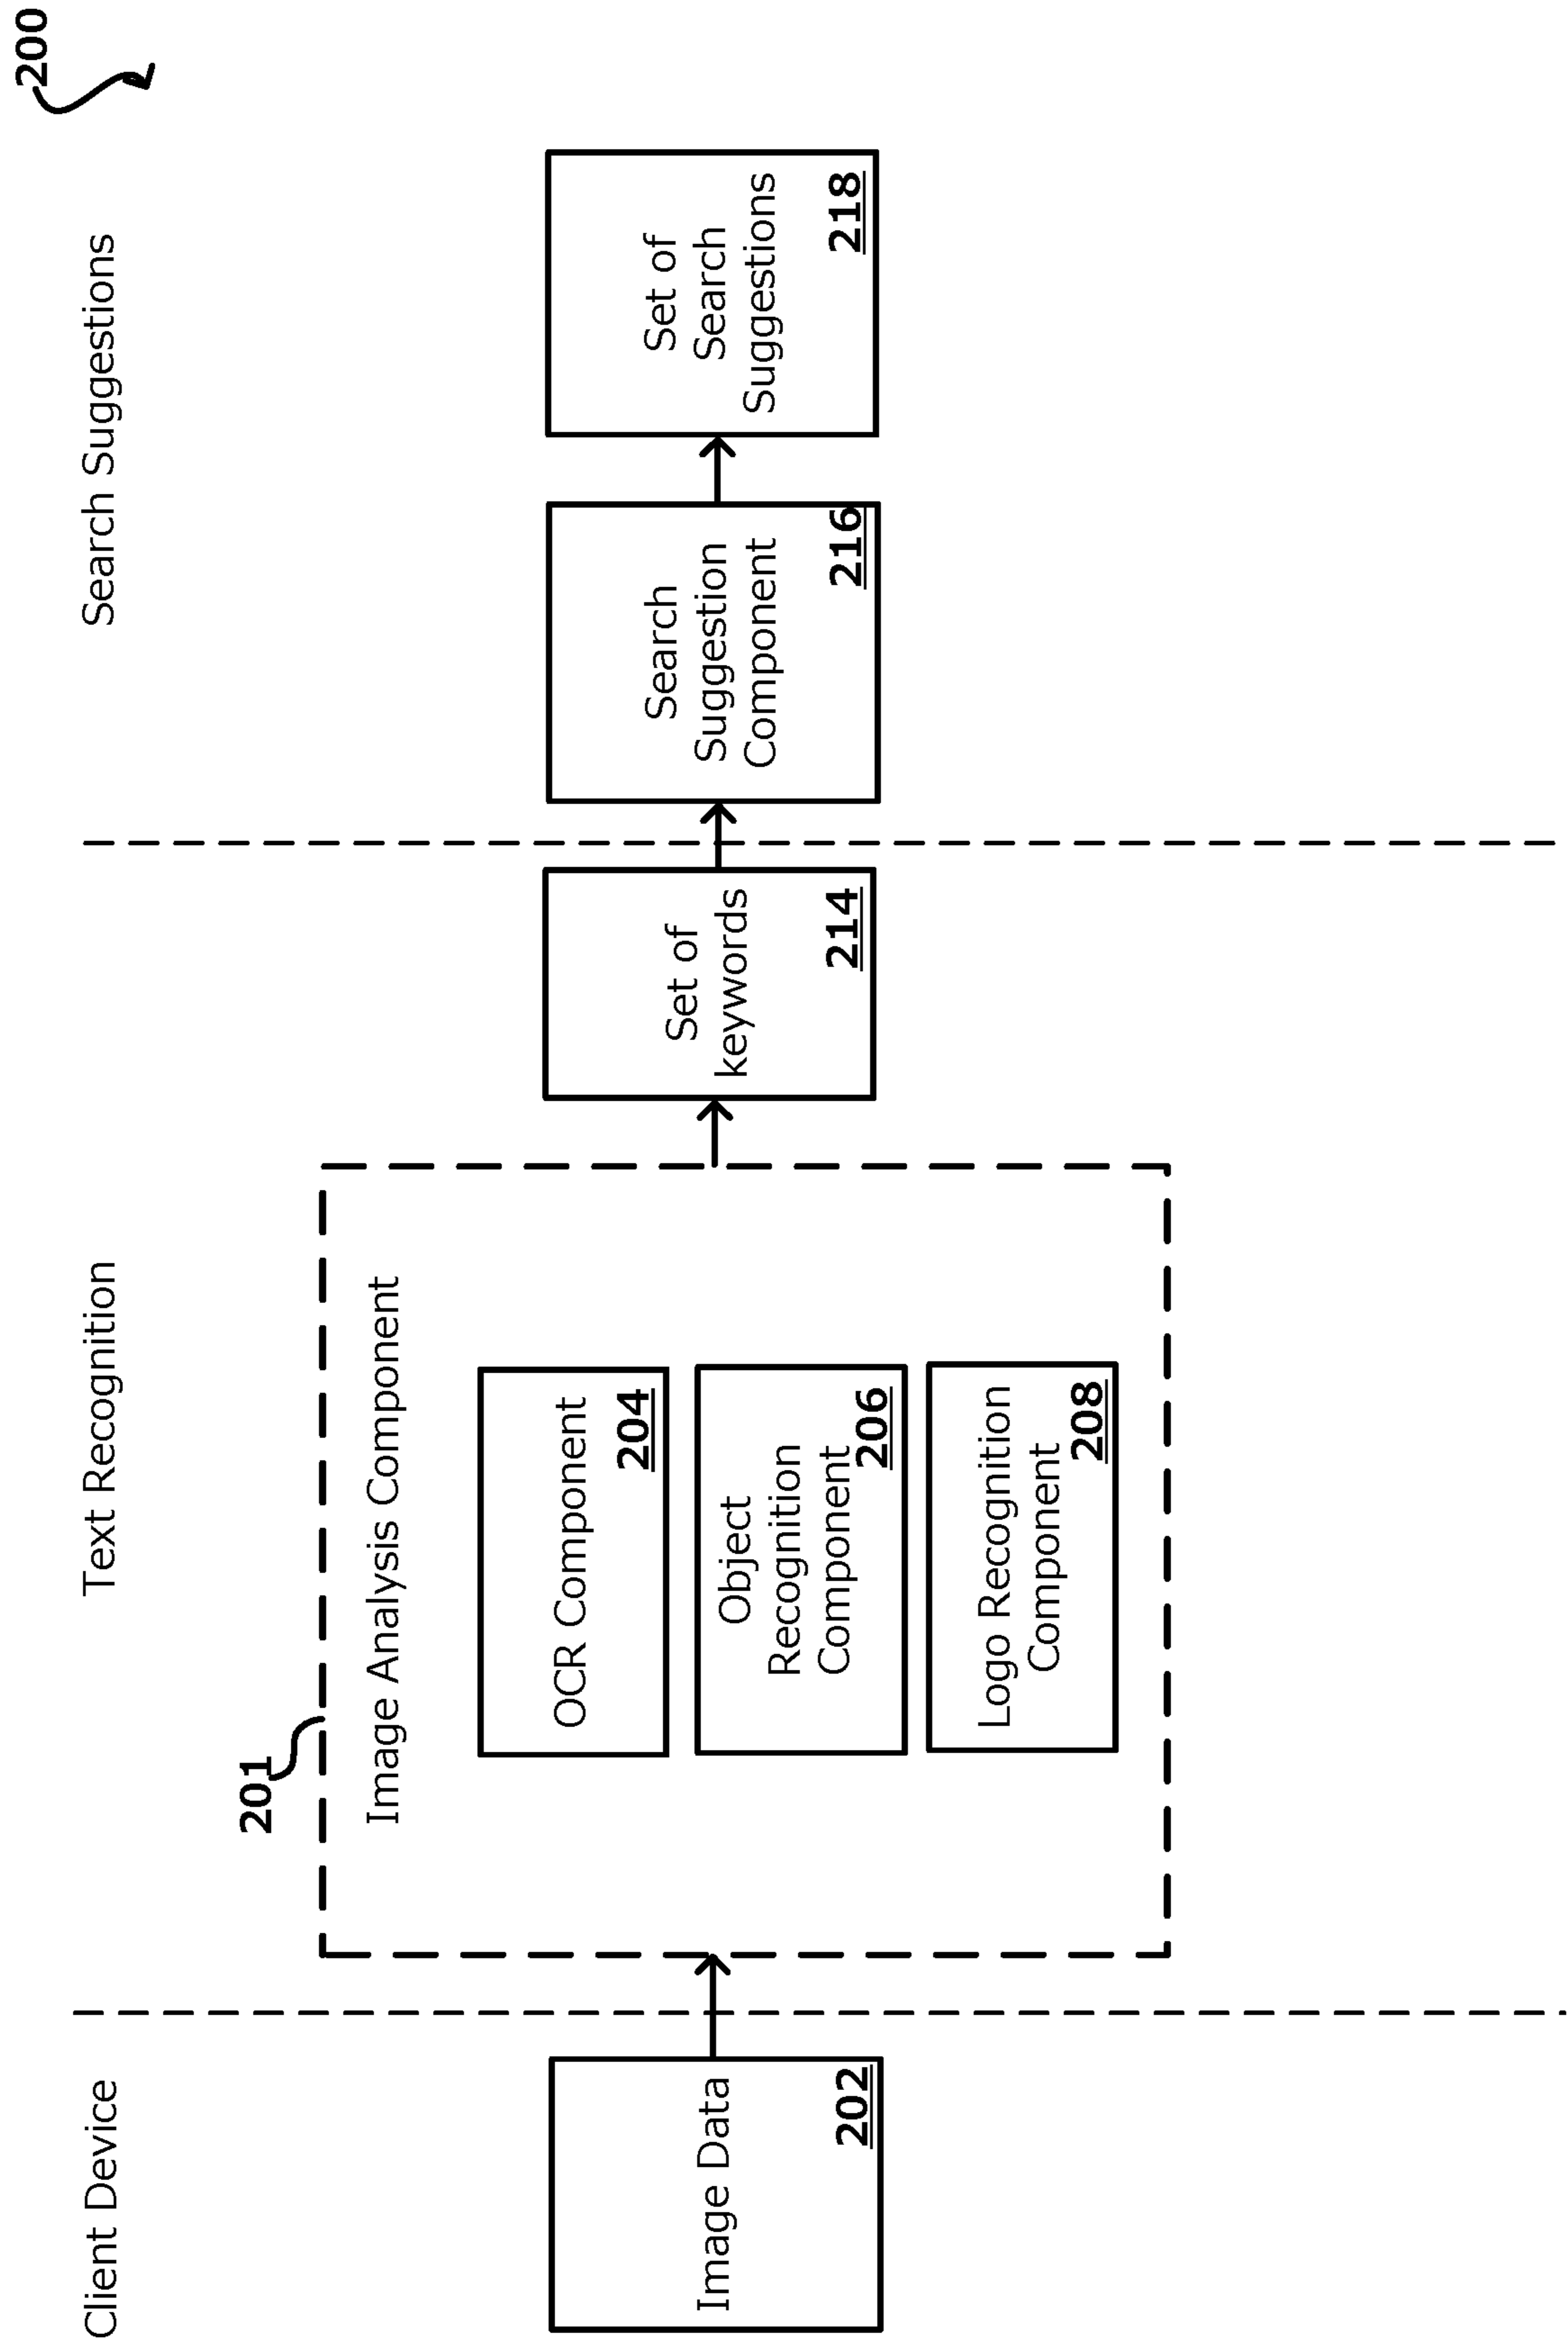 200
Client Device
Text Recognition
Search Suggestions
201
Image Analysis Component
Image Data
202
OCR Component
204
Object
Recognition
Component
206
Logo Recognition
Component
208
Set of
keywords
214
Search
Suggestion
Component
216
Set of
Search
Suggestions
218